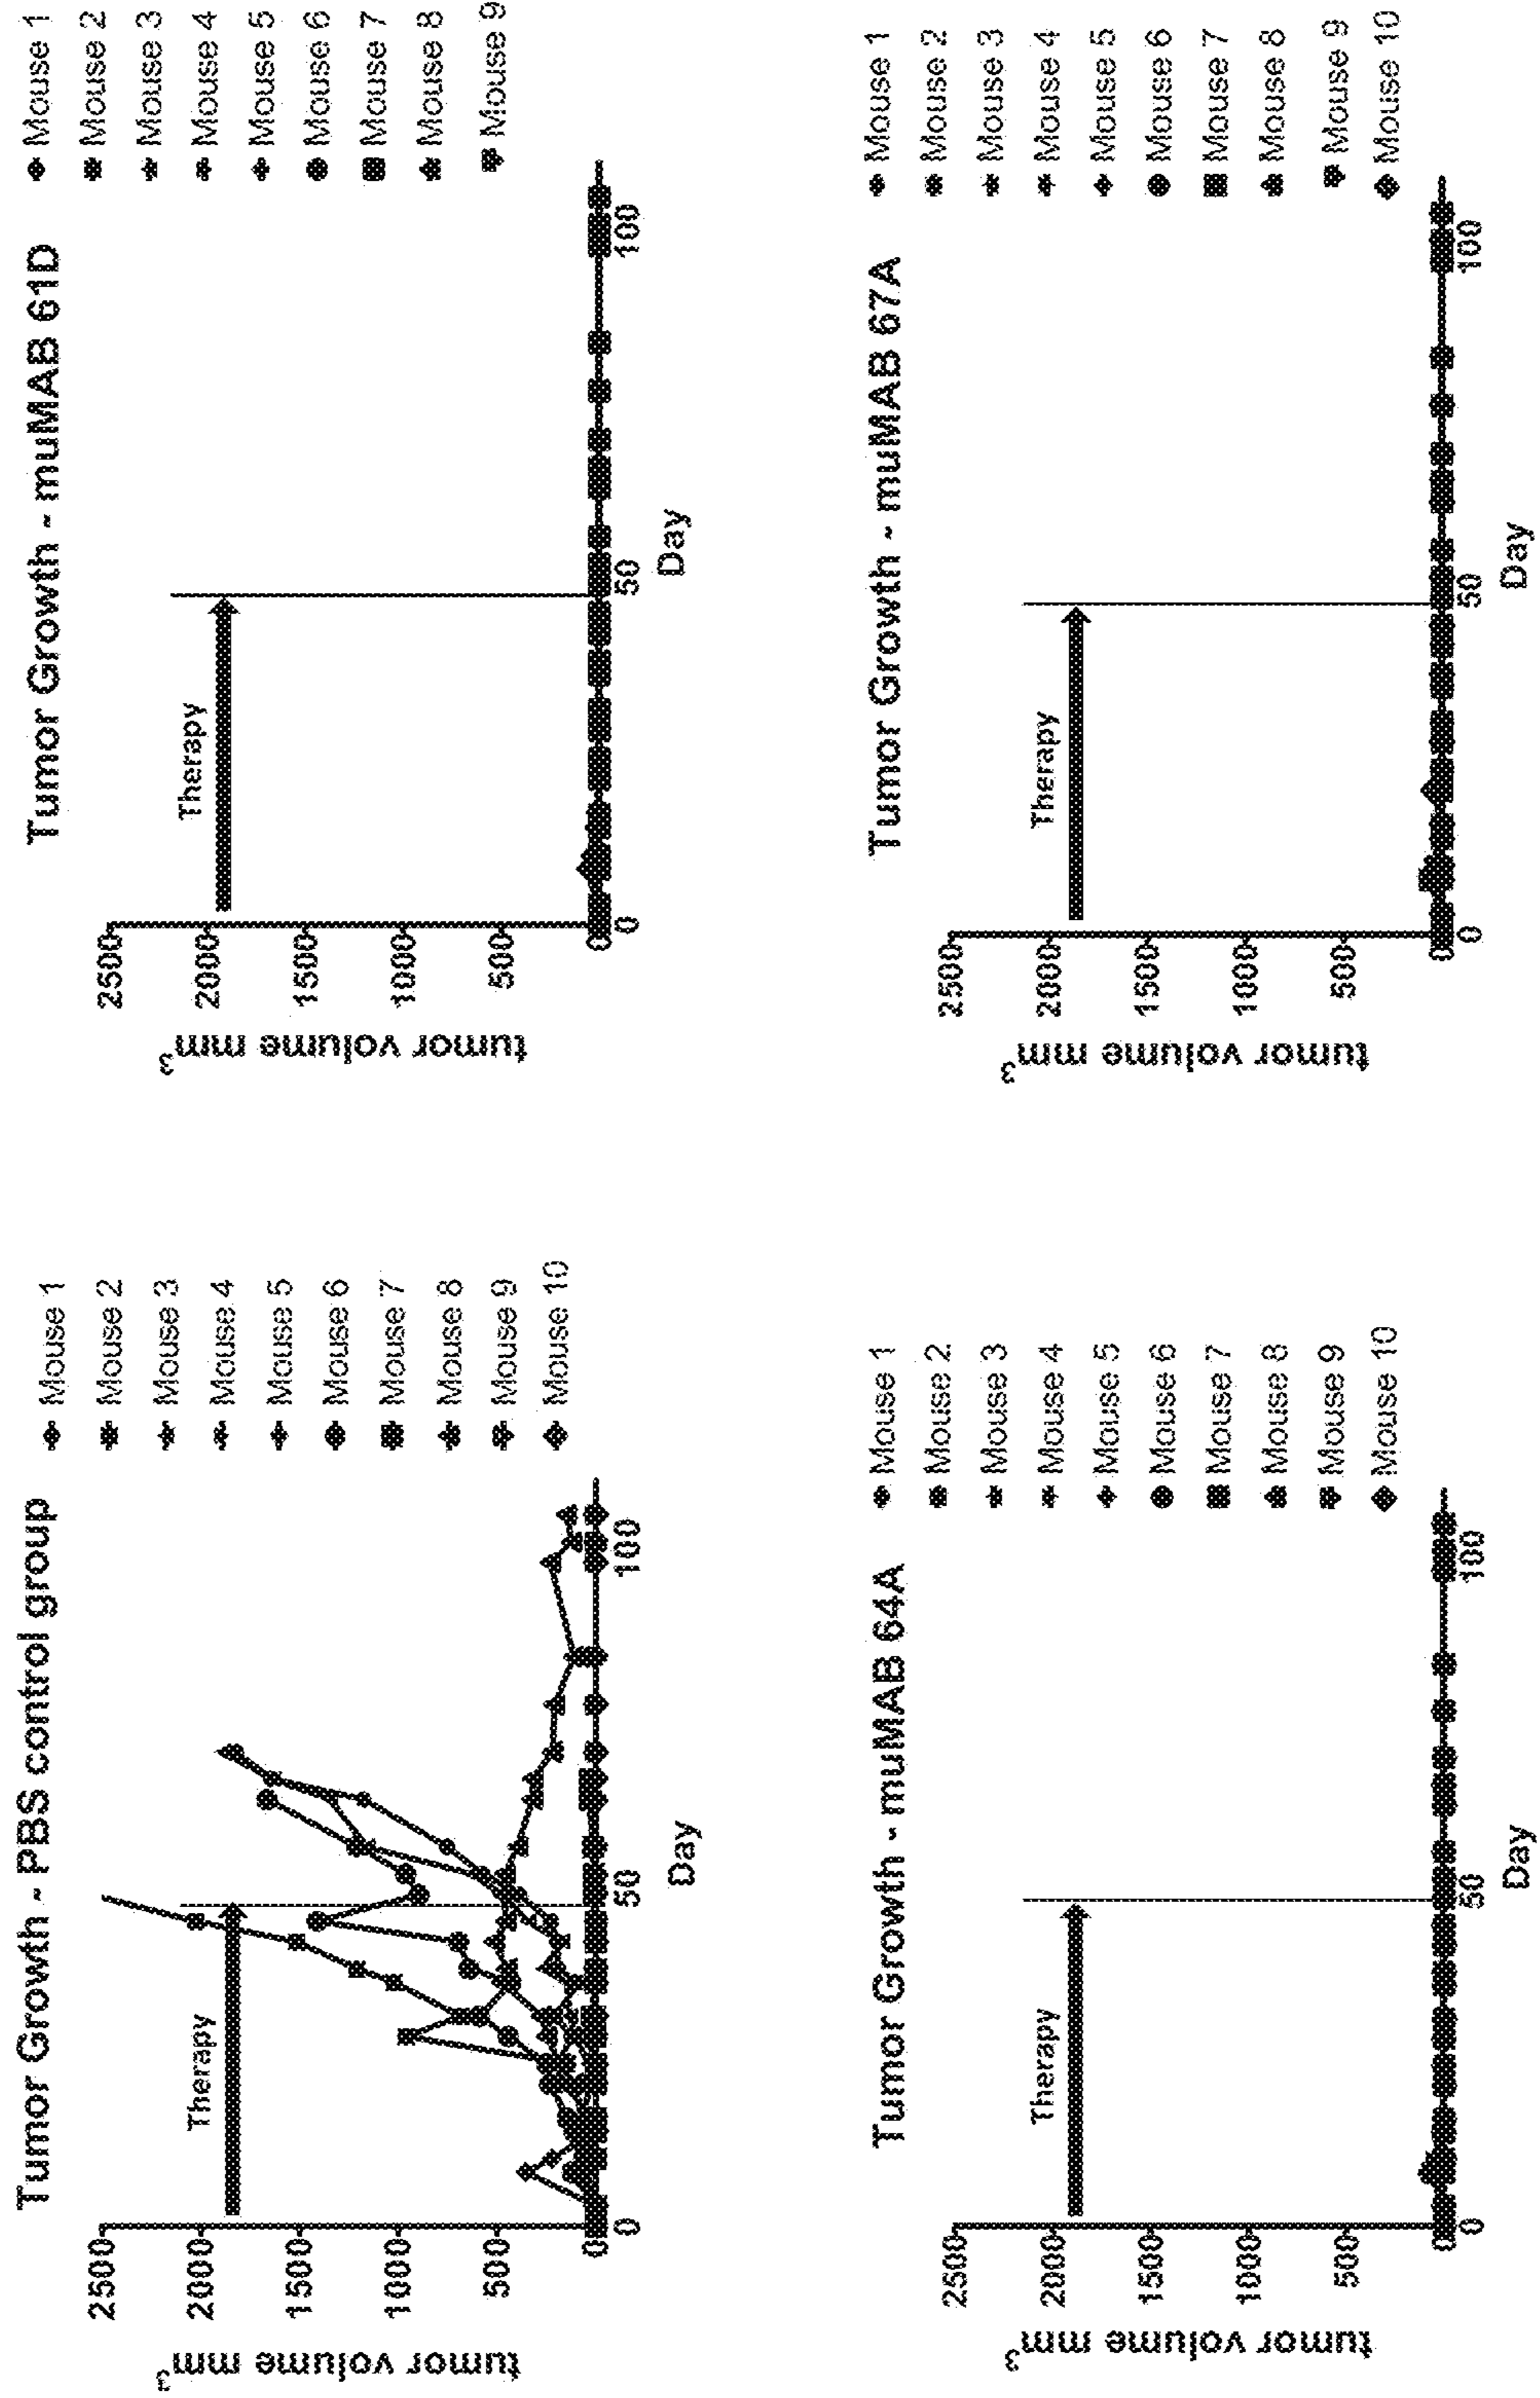 Tumor Growth - PBS control group
tumor volume mm3
2500
2000
1500
1000
500
0
Therapy
0
50
100
Day
Mouse 1
Mouse 2
Mouse 3
Mouse 4
Mouse 5
Mouse 6
Mouse 7
Mouse 8
Mouse 9
Mouse 10
Tumor Growth - muMAB 61D
tumor volume mm3
2500
2000
1500
1000
500
0
Therapy
0
50
100
Day
Mouse 1
Mouse 2
Mouse 3
Mouse 4
Mouse 5
Mouse 6
Mouse 7
Mouse 8
Mouse 9
Tumor Growth - muMAB 64A
tumor volume mm3
2500
2000
1500
1000
500
0
Therapy
0
50
100
Day
Mouse 1
Mouse 2
Mouse 3
Mouse 4
Mouse 5
Mouse 6
Mouse 7
Mouse 8
Mouse 9
Mouse 10
Tumor Growth - muMAB 67A
tumor volume mm3
2500
2000
1500
1000
500
0
Therapy
0
50
100
Day
Mouse 1
Mouse 2
Mouse 3
Mouse 4
Mouse 5
Mouse 6
Mouse 7
Mouse 8
Mouse 9
Mouse 10